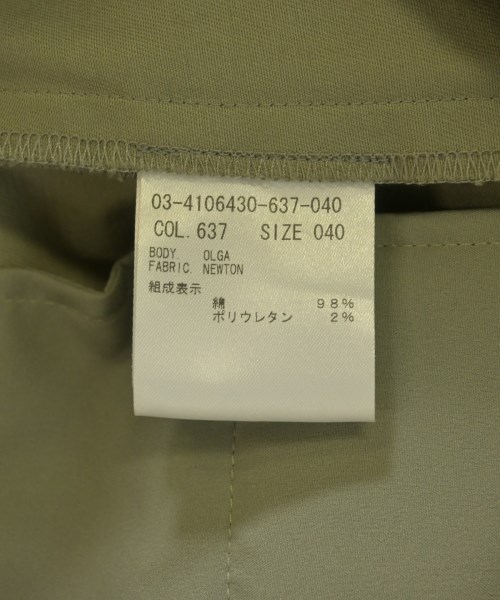 03-4106430-637-040
COL. 637 SIZE 040
BODY. OLGA
FABRIC. NEWTON
組成表示
綿 98%
ポリウレタン 2%